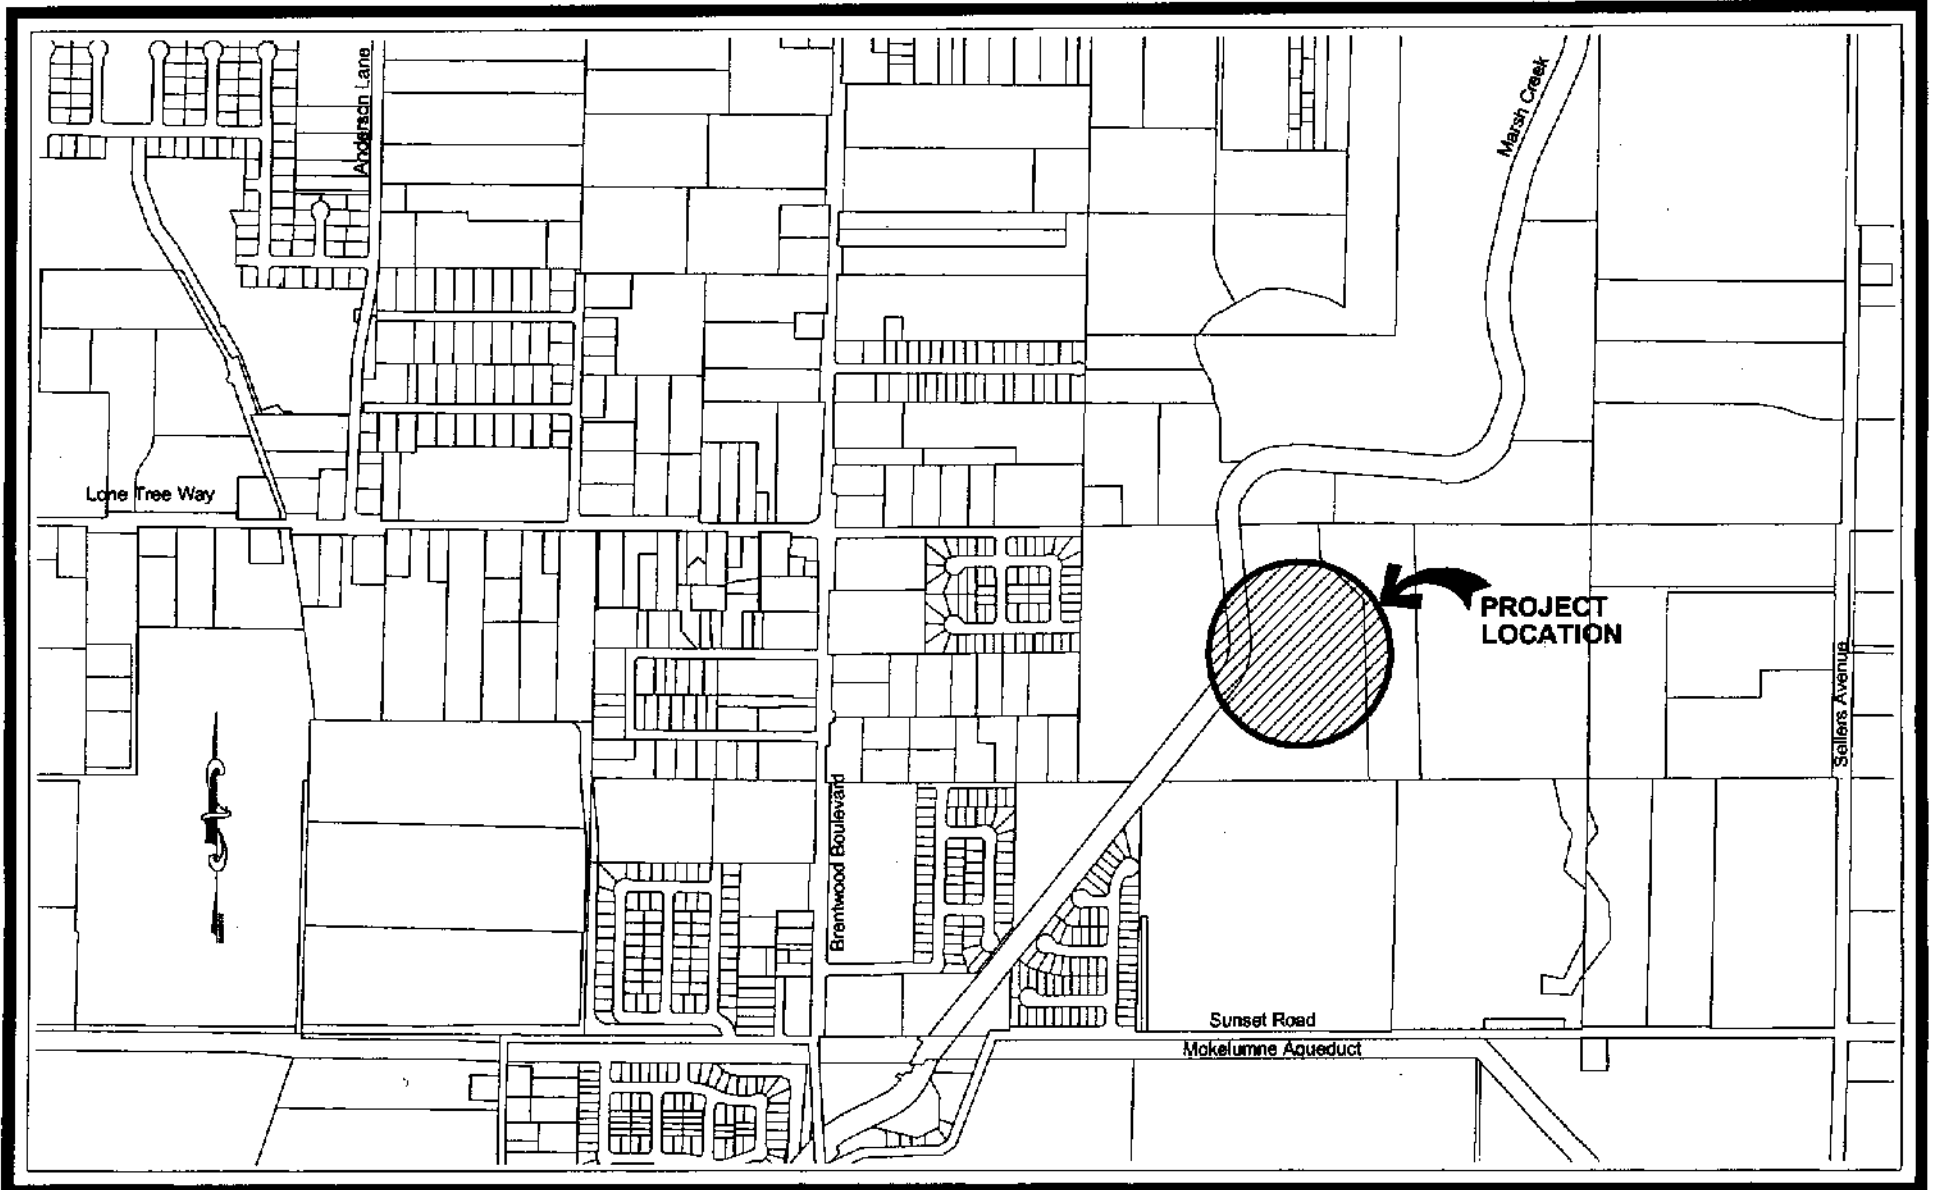 Anderson Lane
Marsh Creek
Lone Tree Way
PROJECT
LOCATION
Sellers Avenue
Brentwood Boulevard
Sunset Road
Mokelumne Aqueduct